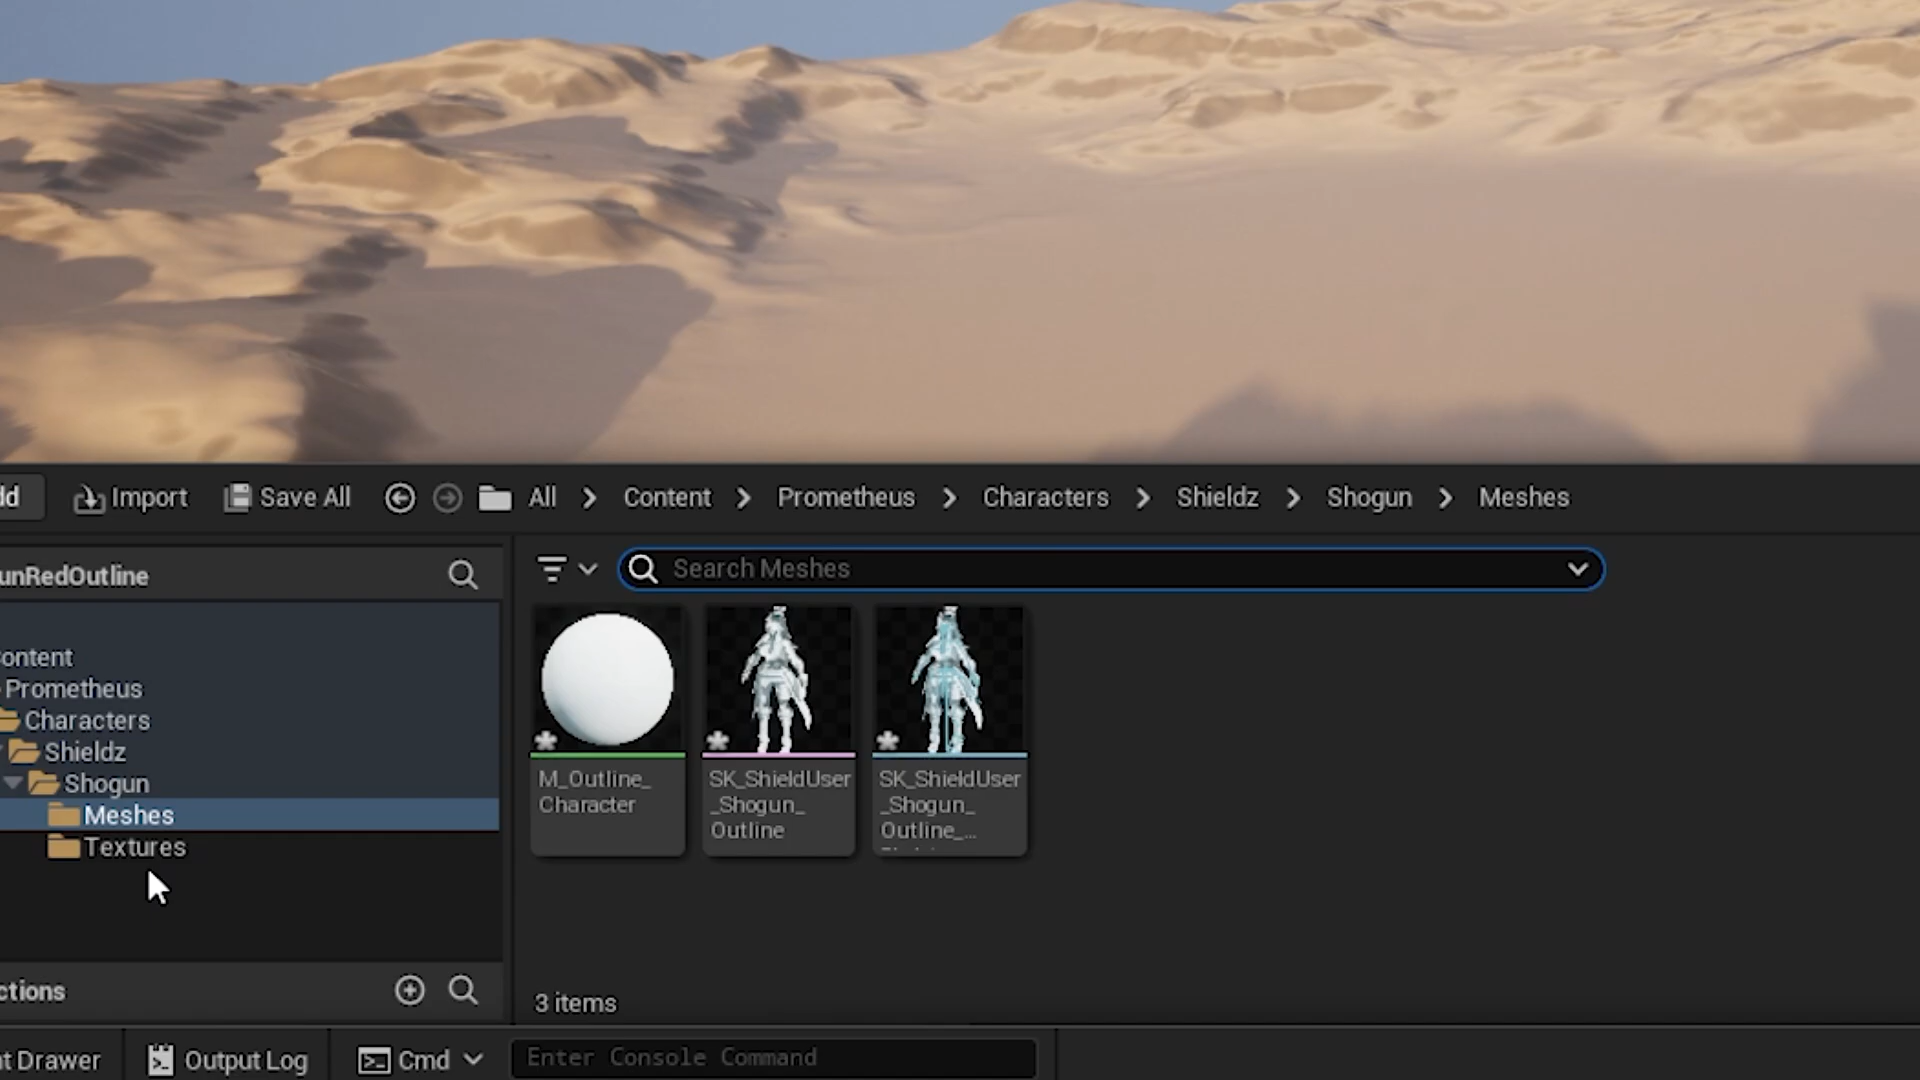 dd Import Save All All > Content > Prometheus > Characters > Shieldz > Shogun > Meshes
unRedOutline
Search Meshes
ontent
Prometheus
Characters
Shieldz
Shogun
Meshes
Textures
M_Outline_
Character
SK_ShieldUser
_Shogun_
Outline
SK_ShieldUser
_Shogun_
Outline_...
ctions
3 items
nt Drawer Output Log Cmd Enter Console Command